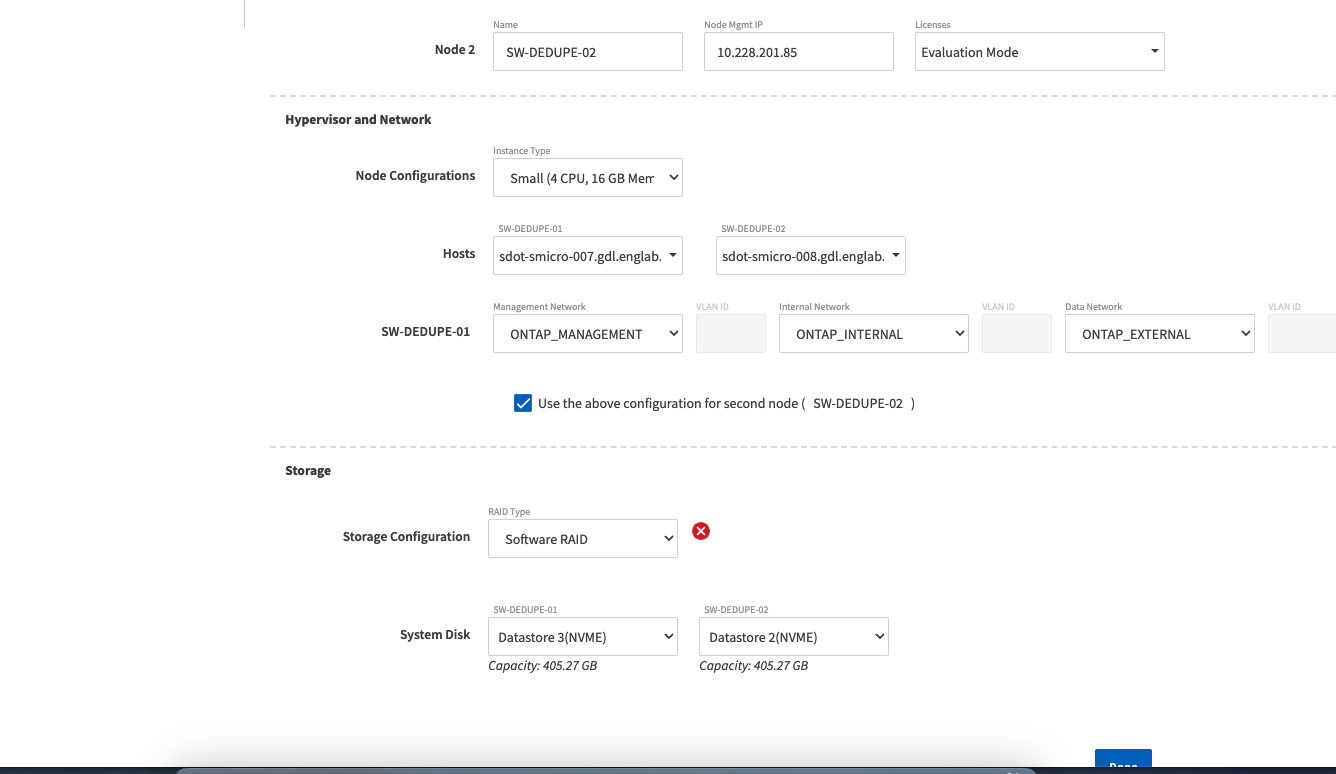 Name Node Mgmt IP Licenses
Node 2 SW-DEDUPE-02 10.228.201.85 Evaluation Mode
Hypervisor and Network
Instance Type
Node Configurations Small (4 CPU, 16 GB Mem
SW-DEDUPE-01 SW-DEDUPE-02
Hosts sdot-smicro-007.gdl.englab. sdot-smicro-008.gdl.englab.
Management Network VLAN ID Internal Network VLAN ID Data Network VLAN ID
SW-DEDUPE-01 ONTAP_MANAGEMENT ONTAP_INTERNAL ONTAP_EXTERNAL
Use the above configuration for second node ( SW-DEDUPE-02 )
Storage
RAID Type
Storage Configuration Software RAID
SW-DEDUPE-01 SW-DEDUPE-02
System Disk Datastore 3(NVME) Datastore 2(NVME)
Capacity: 405.27 GB Capacity: 405.27 GB
Done